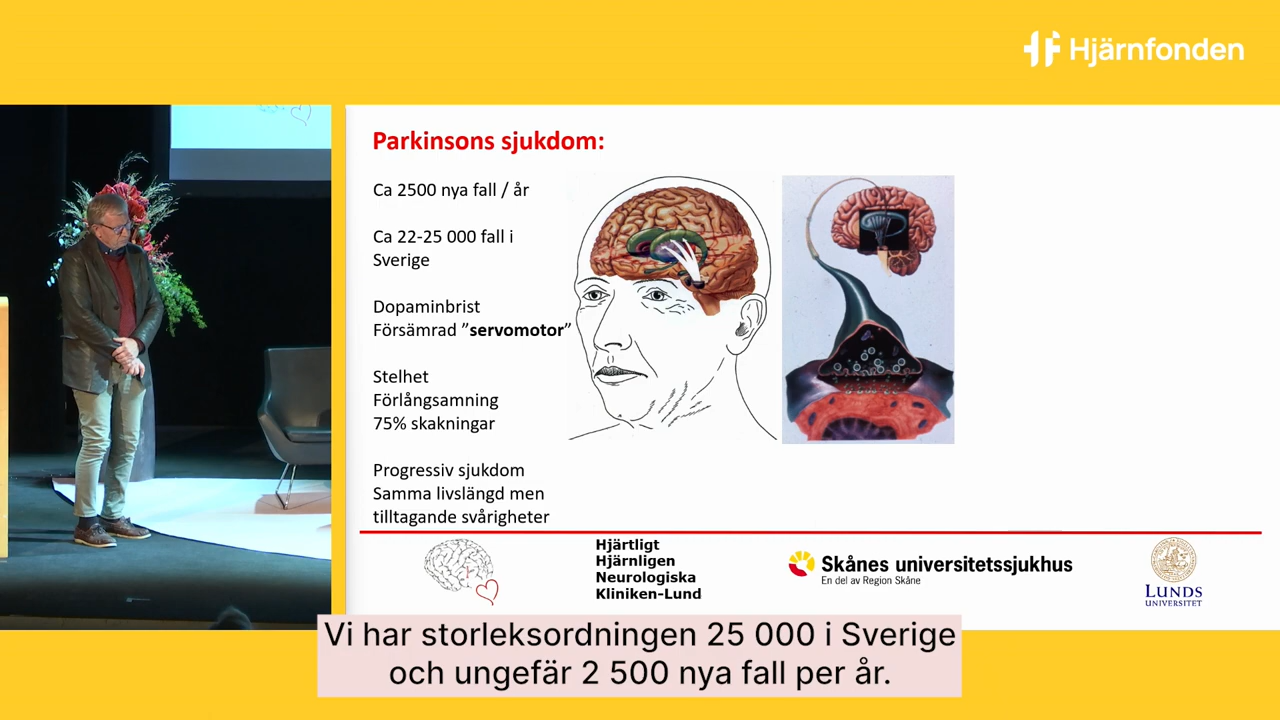 Hjärnfonden
Parkinsons sjukdom:
Ca 2500 nya fall / år
Ca 22-25 000 fall i
Sverige
Dopaminbrist
Försämrad ”servomotor”
Stelhet
Förlångsamning
75% skakningar
Progressiv sjukdom
Samma livslängd men
tilltagande svårigheter
Hjärtligt
Hjärnligen
Neurologiska
Kliniken-Lund
Skånes universitetssjukhus
En del av Region Skåne
LUNDS
UNIVERSITET
Vi har storleksordningen 25 000 i Sverige
och ungefär 2 500 nya fall per år.